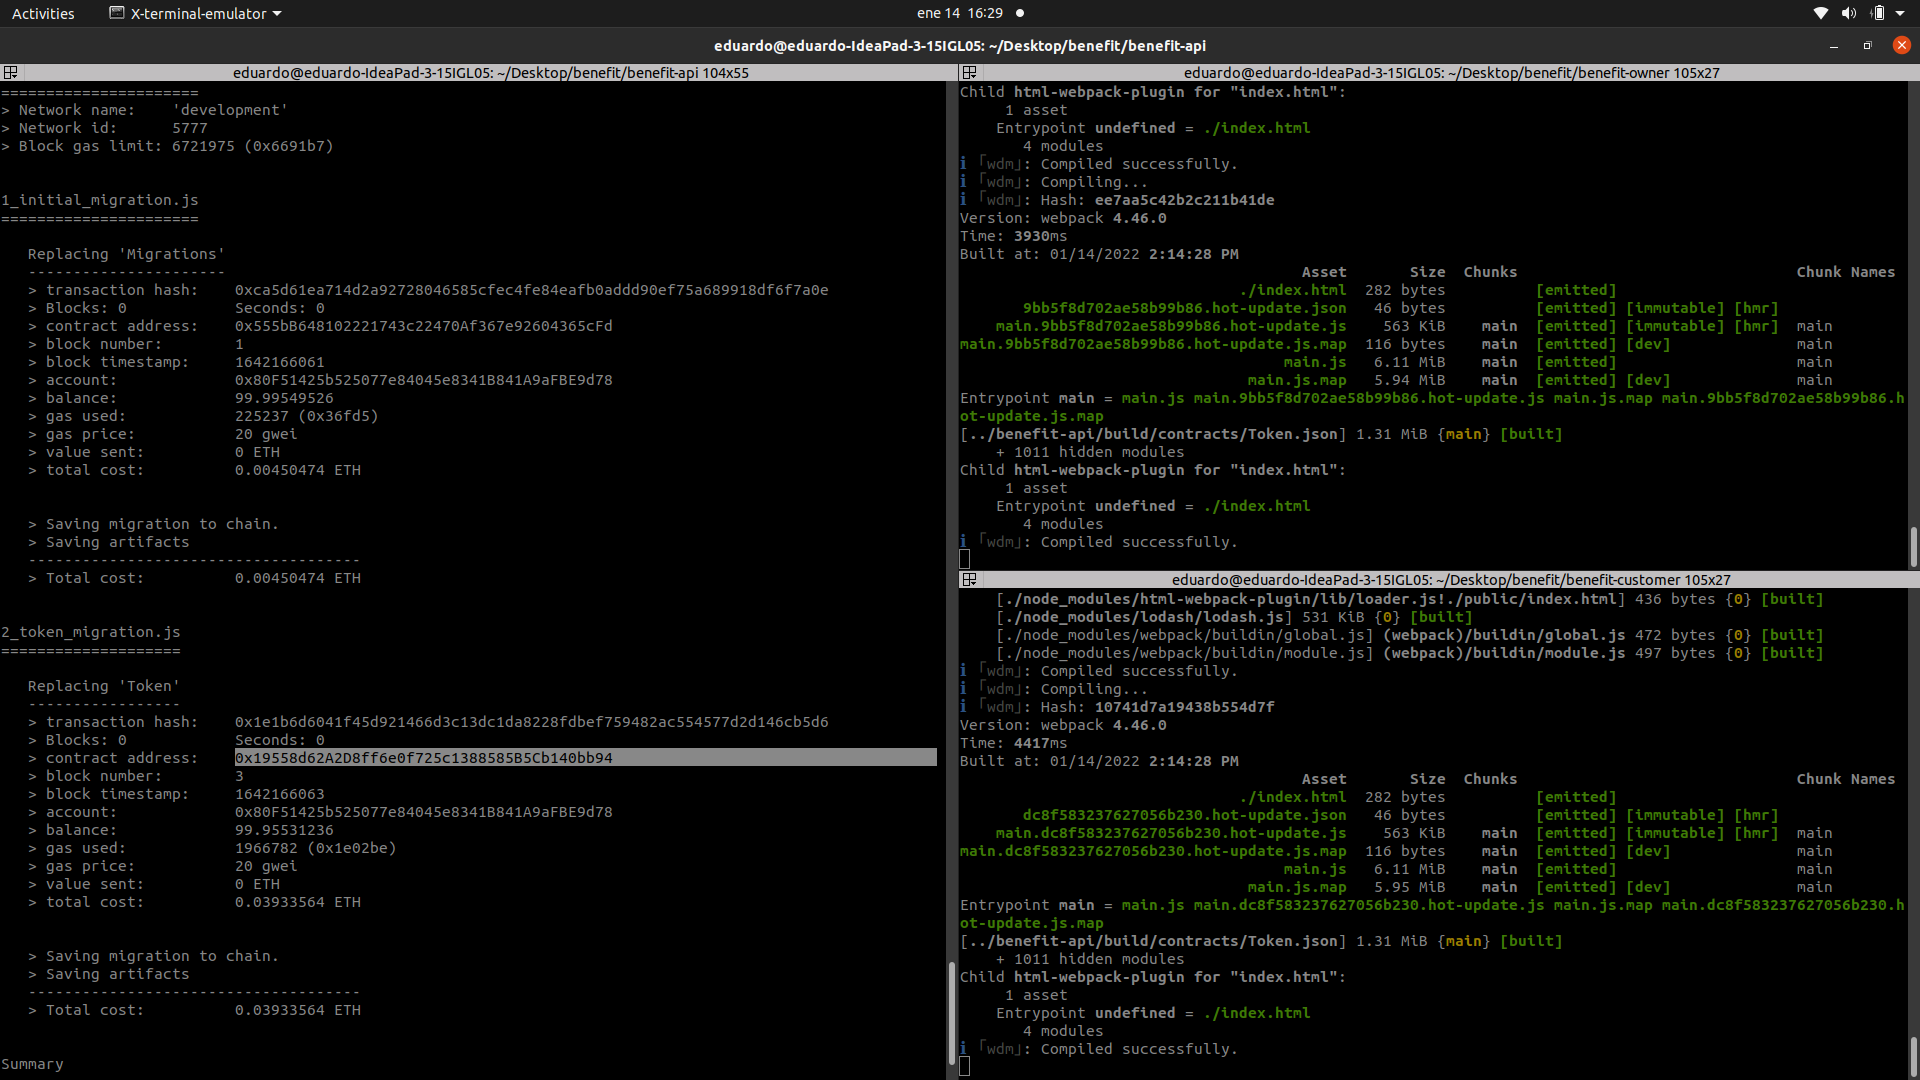 Activities
X-terminal-emulator
ene 14 16:29
eduardo@eduardo-IdeaPad-3-15IGL05: ~/Desktop/benefit/benefit-api
eduardo@eduardo-IdeaPad-3-15IGL05: ~/Desktop/benefit/benefit-api 104x55
======================
> Network name:    'development'
> Network id:      5777
> Block gas limit: 6721975 (0x6691b7)
1_initial_migration.js
======================
Replacing 'Migrations'
----------------------
> transaction hash:    0xca5d61ea714d2a92728046585cfec4fe84eafb0addd90ef75a689918df6f7a0e
> Blocks: 0            Seconds: 0
> contract address:    0x555bB648102221743c22470Af367e92604365cFd
> block number:        1
> block timestamp:     1642166061
> account:             0x80F51425b525077e84045e8341B841A9aFBE9d78
> balance:             99.99549526
> gas used:            225237 (0x36fd5)
> gas price:           20 gwei
> value sent:          0 ETH
> total cost:          0.00450474 ETH
> Saving migration to chain.
> Saving artifacts
-------------------------------------
> Total cost:          0.00450474 ETH
2_token_migration.js
====================
Replacing 'Token'
-----------------
> transaction hash:    0x1e1b6d6041f45d921466d3c13dc1da8228fdbef759482ac554577d2d146cb5d6
> Blocks: 0            Seconds: 0
> contract address:    0x19558d62A2D8ff6e0f725c1388585B5Cb140bb94
> block number:        3
> block timestamp:     1642166063
> account:             0x80F51425b525077e84045e8341B841A9aFBE9d78
> balance:             99.95531236
> gas used:            1966782 (0x1e02be)
> gas price:           20 gwei
> value sent:          0 ETH
> total cost:          0.03933564 ETH
> Saving migration to chain.
> Saving artifacts
-------------------------------------
> Total cost:          0.03933564 ETH
Summary
eduardo@eduardo-IdeaPad-3-15IGL05: ~/Desktop/benefit/benefit-owner 105x27
Child html-webpack-plugin for "index.html":
1 asset
Entrypoint undefined = ./index.html
4 modules
ℹ ｢wdm｣: Compiled successfully.
ℹ ｢wdm｣: Compiling...
ℹ ｢wdm｣: Hash: ee7aa5c42b2c211b41de
Version: webpack 4.46.0
Time: 3930ms
Built at: 01/14/2022 2:14:28 PM
Asset       Size  Chunks                               Chunk Names
./index.html  282 bytes          [emitted]
9bb5f8d702ae58b99b86.hot-update.json   46 bytes          [emitted] [immutable] [hmr]
main.9bb5f8d702ae58b99b86.hot-update.js    563 KiB    main  [emitted] [immutable] [hmr]  main
main.9bb5f8d702ae58b99b86.hot-update.js.map  116 bytes    main  [emitted] [dev]              main
main.js   6.11 MiB    main  [emitted]                    main
main.js.map   5.94 MiB    main  [emitted] [dev]              main
Entrypoint main = main.js main.9bb5f8d702ae58b99b86.hot-update.js main.js.map main.9bb5f8d702ae58b99b86.h
ot-update.js.map
[../benefit-api/build/contracts/Token.json] 1.31 MiB {main} [built]
+ 1011 hidden modules
Child html-webpack-plugin for "index.html":
1 asset
Entrypoint undefined = ./index.html
4 modules
ℹ ｢wdm｣: Compiled successfully.
eduardo@eduardo-IdeaPad-3-15IGL05: ~/Desktop/benefit/benefit-customer 105x27
[./node_modules/html-webpack-plugin/lib/loader.js!./public/index.html] 436 bytes {0} [built]
[./node_modules/lodash/lodash.js] 531 KiB {0} [built]
[./node_modules/webpack/buildin/global.js] (webpack)/buildin/global.js 472 bytes {0} [built]
[./node_modules/webpack/buildin/module.js] (webpack)/buildin/module.js 497 bytes {0} [built]
ℹ ｢wdm｣: Compiled successfully.
ℹ ｢wdm｣: Compiling...
ℹ ｢wdm｣: Hash: 10741d7a19438b554d7f
Version: webpack 4.46.0
Time: 4417ms
Built at: 01/14/2022 2:14:28 PM
Asset       Size  Chunks                               Chunk Names
./index.html  282 bytes          [emitted]
dc8f583237627056b230.hot-update.json   46 bytes          [emitted] [immutable] [hmr]
main.dc8f583237627056b230.hot-update.js    563 KiB    main  [emitted] [immutable] [hmr]  main
main.dc8f583237627056b230.hot-update.js.map  116 bytes    main  [emitted] [dev]              main
main.js   6.11 MiB    main  [emitted]                    main
main.js.map   5.95 MiB    main  [emitted] [dev]              main
Entrypoint main = main.js main.dc8f583237627056b230.hot-update.js main.js.map main.dc8f583237627056b230.h
ot-update.js.map
[../benefit-api/build/contracts/Token.json] 1.31 MiB {main} [built]
+ 1011 hidden modules
Child html-webpack-plugin for "index.html":
1 asset
Entrypoint undefined = ./index.html
4 modules
ℹ ｢wdm｣: Compiled successfully.